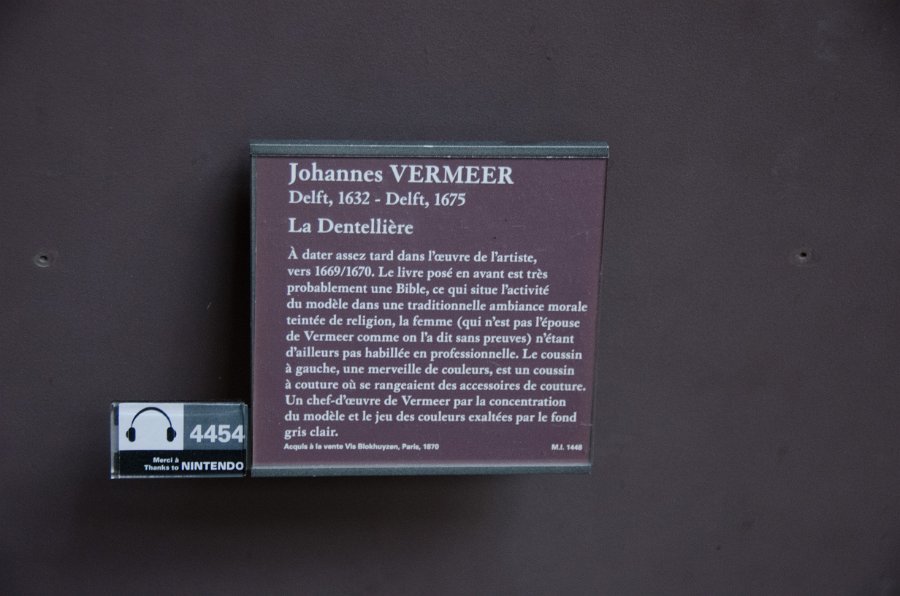 Johannes VERMEER
Delft, 1632 - Delft, 1675
La Dentellière
À dater assez tard dans l'œuvre de l'artiste,
vers 1669/1670. Le livre posé en avant est très
probablement une Bible, ce qui situe l'activité
du modèle dans une traditionnelle ambiance morale
teintée de religion, la femme (qui n'est pas l'épouse
de Vermeer comme on l'a dit sans preuves) n'étant
d'ailleurs pas habillée en professionnelle. Le coussin
à gauche, une merveille de couleurs, est un coussin
à couture où se rangeaient des accessoires de couture.
Un chef-d'œuvre de Vermeer par la concentration
du modèle et le jeu des couleurs exaltées par le fond
gris clair.
Acquis à la vente Vis Blokhuyzen, Paris, 1870 M.I. 1448
4454
Merci à
Thanks to NINTENDO